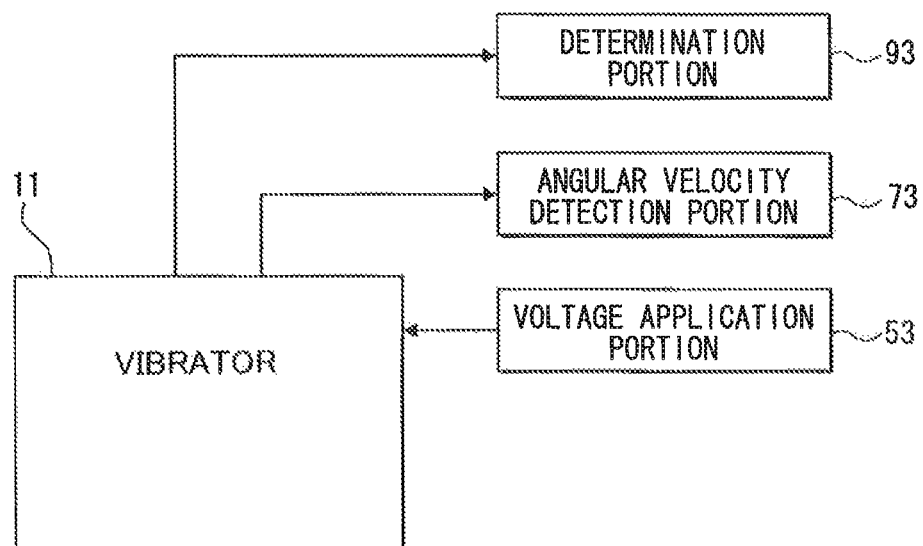 DETERMINATION
PORTION
93
11
ANGULAR VELOCITY
DETECTION PORTION
73
VOLTAGE APPLICATION
PORTION
53
VIBRATOR